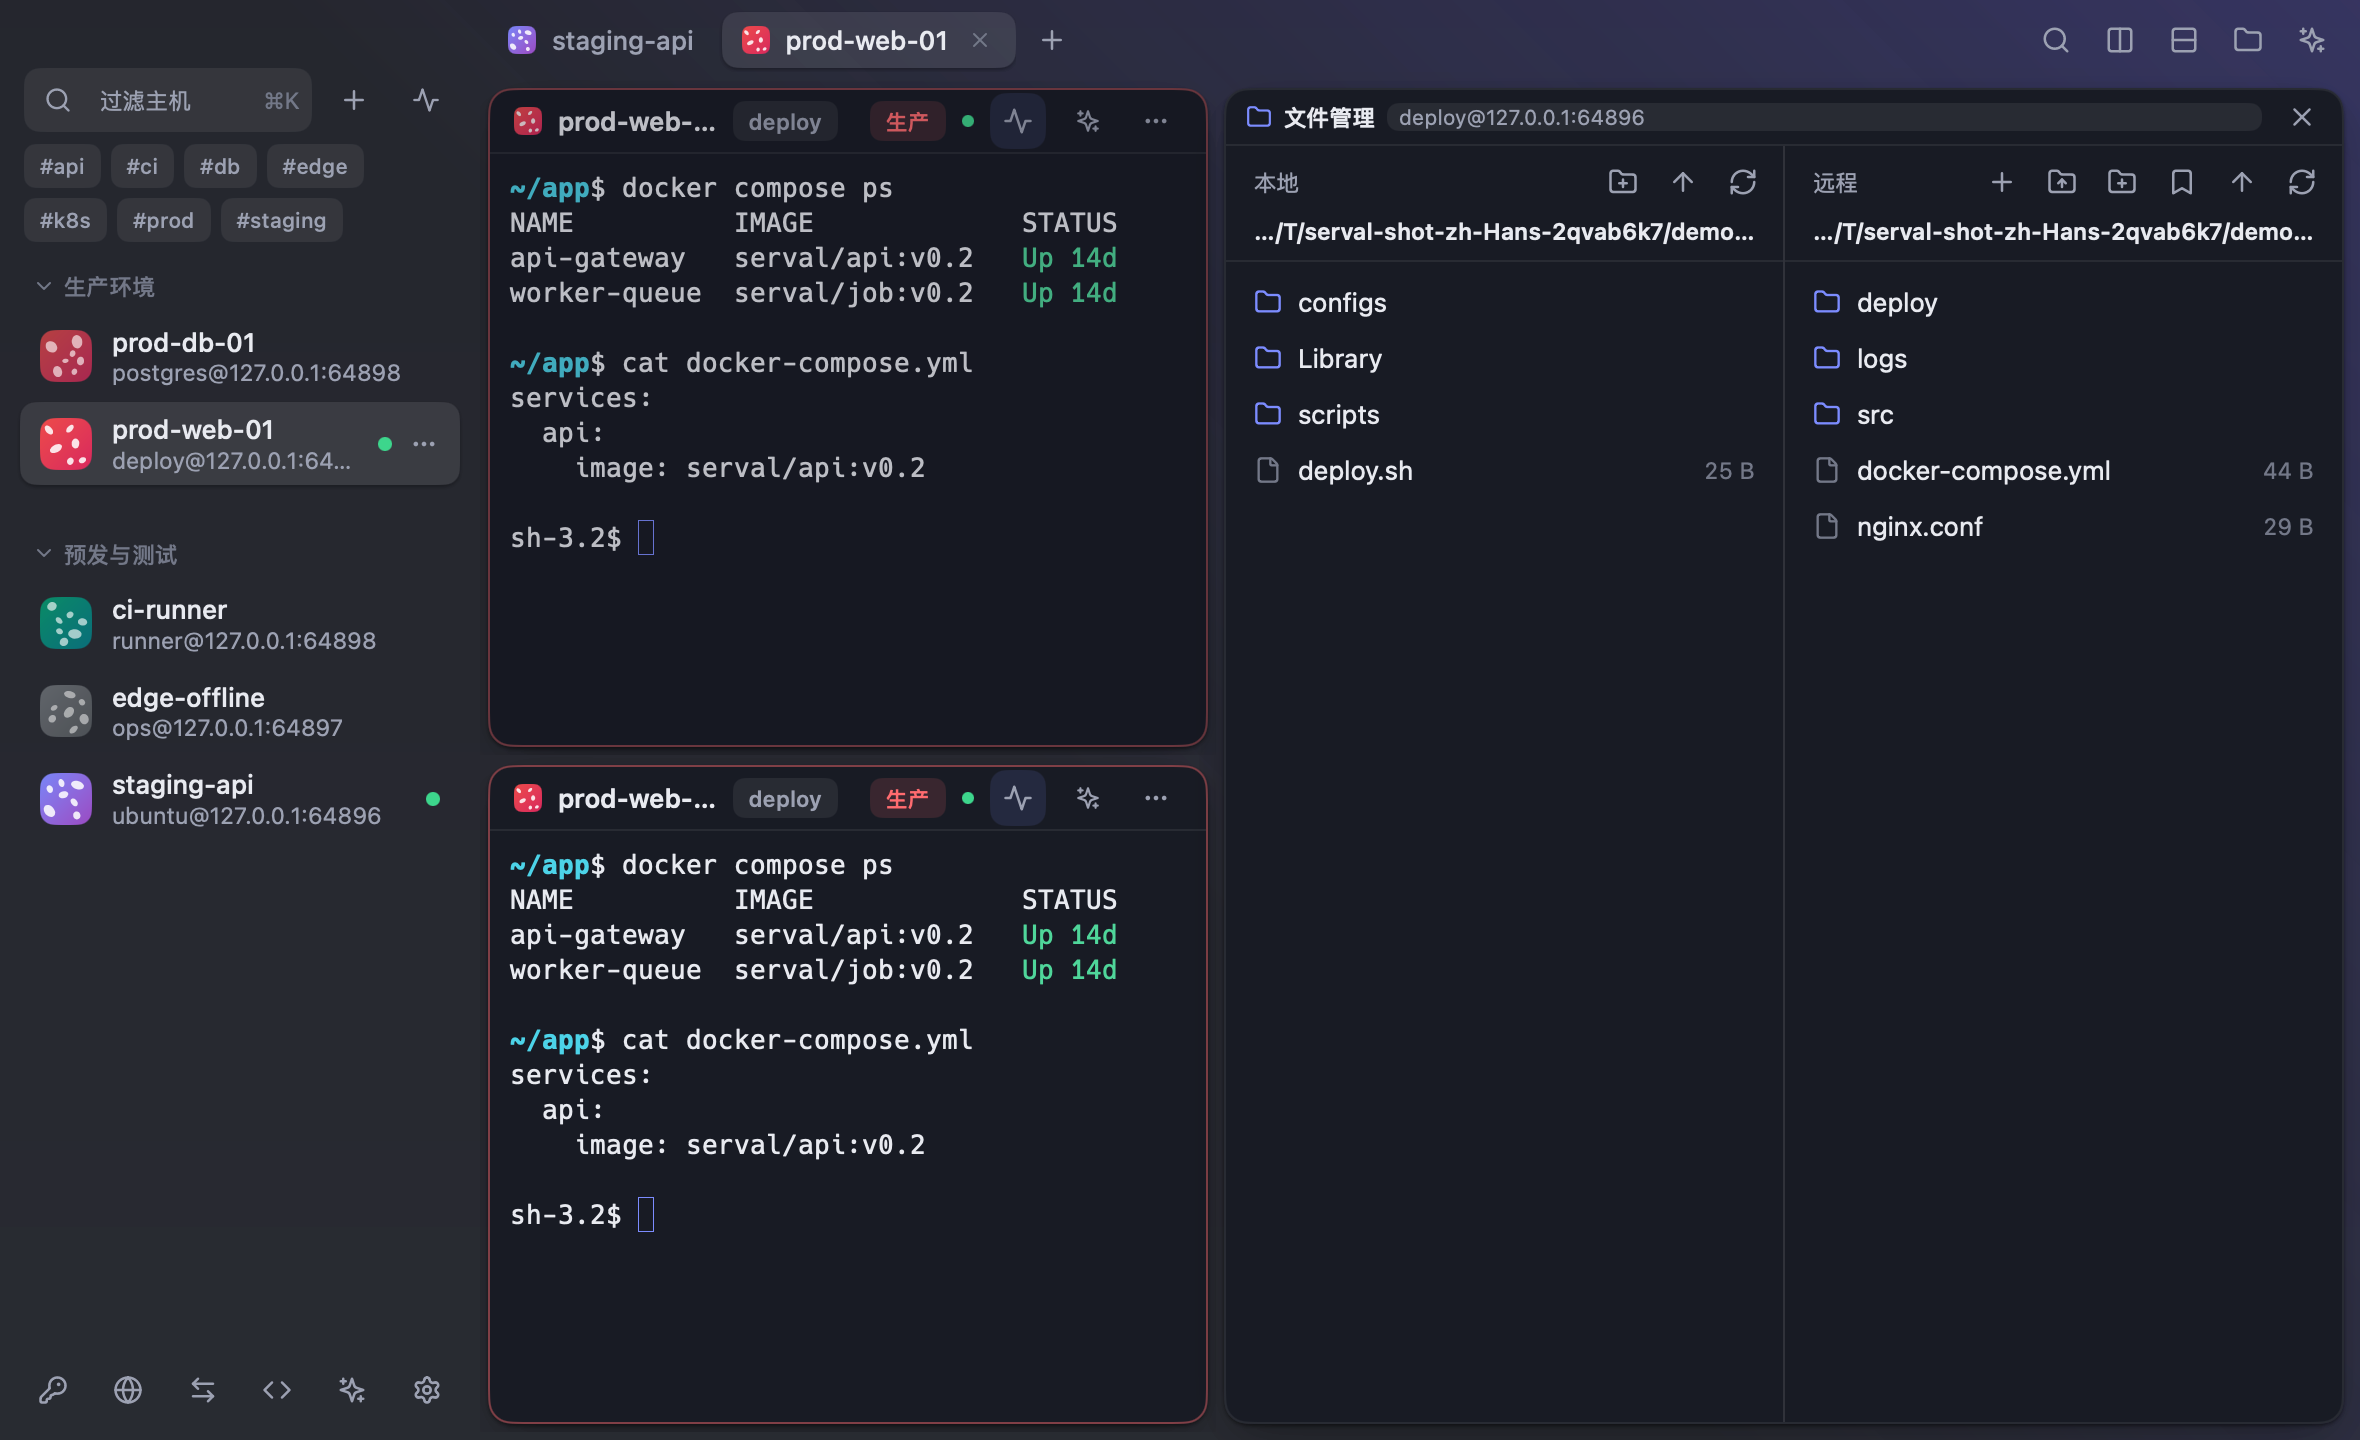 staging-api
prod-web-01
过滤主机 ⌘K
#api #ci #db #edge
#k8s #prod #staging
生产环境
prod-db-01
postgres@127.0.0.1:64898
prod-web-01
deploy@127.0.0.1:64...
预发与测试
ci-runner
runner@127.0.0.1:64898
edge-offline
ops@127.0.0.1:64897
staging-api
ubuntu@127.0.0.1:64896
prod-web-... deploy 生产
~/app$ docker compose ps
NAME IMAGE STATUS
api-gateway serval/api:v0.2 Up 14d
worker-queue serval/job:v0.2 Up 14d
~/app$ cat docker-compose.yml
services:
api:
image: serval/api:v0.2
sh-3.2$
prod-web-... deploy 生产
~/app$ docker compose ps
NAME IMAGE STATUS
api-gateway serval/api:v0.2 Up 14d
worker-queue serval/job:v0.2 Up 14d
~/app$ cat docker-compose.yml
services:
api:
image: serval/api:v0.2
sh-3.2$
文件管理 deploy@127.0.0.1:64896
本地
.../T/serval-shot-zh-Hans-2qvab6k7/demo...
configs
Library
scripts
deploy.sh 25 B
远程
.../T/serval-shot-zh-Hans-2qvab6k7/demo...
deploy
logs
src
docker-compose.yml 44 B
nginx.conf 29 B